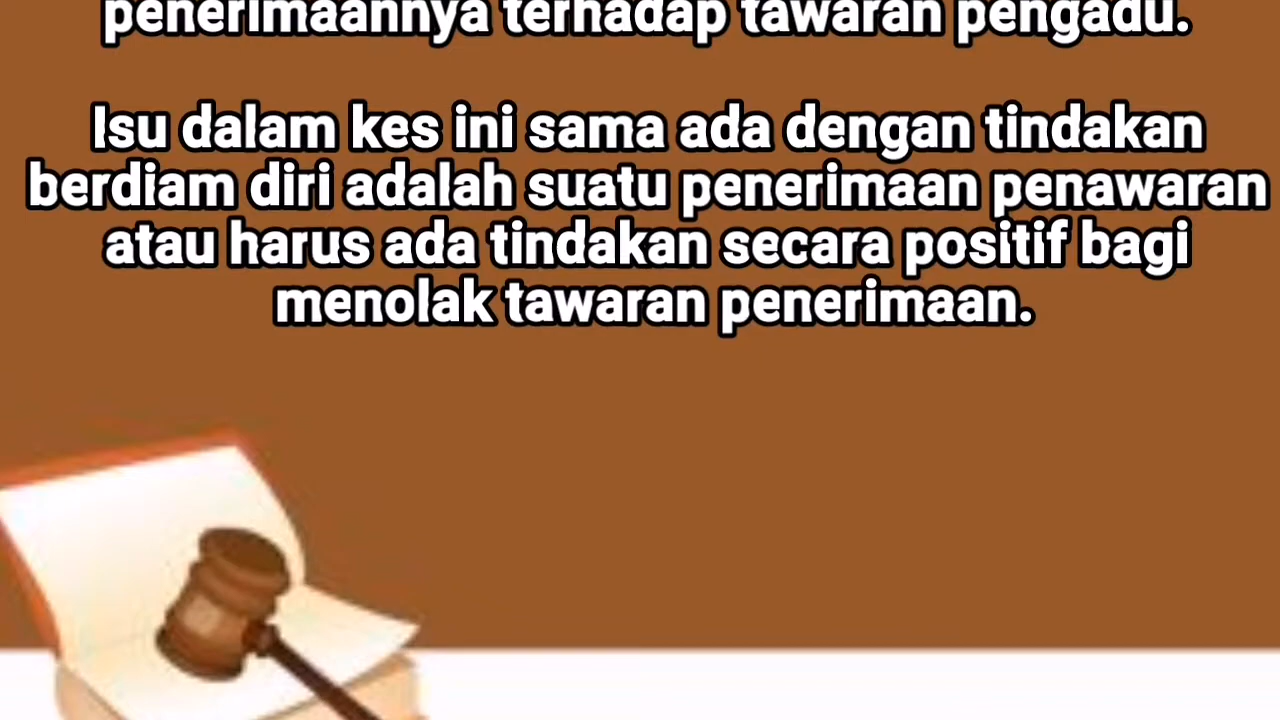 penerimaannya terhadap tawaran pengadu.
Isu dalam kes ini sama ada dengan tindakan
berdiam diri adalah suatu penerimaan penawaran
atau harus ada tindakan secara positif bagi
menolak tawaran penerimaan.